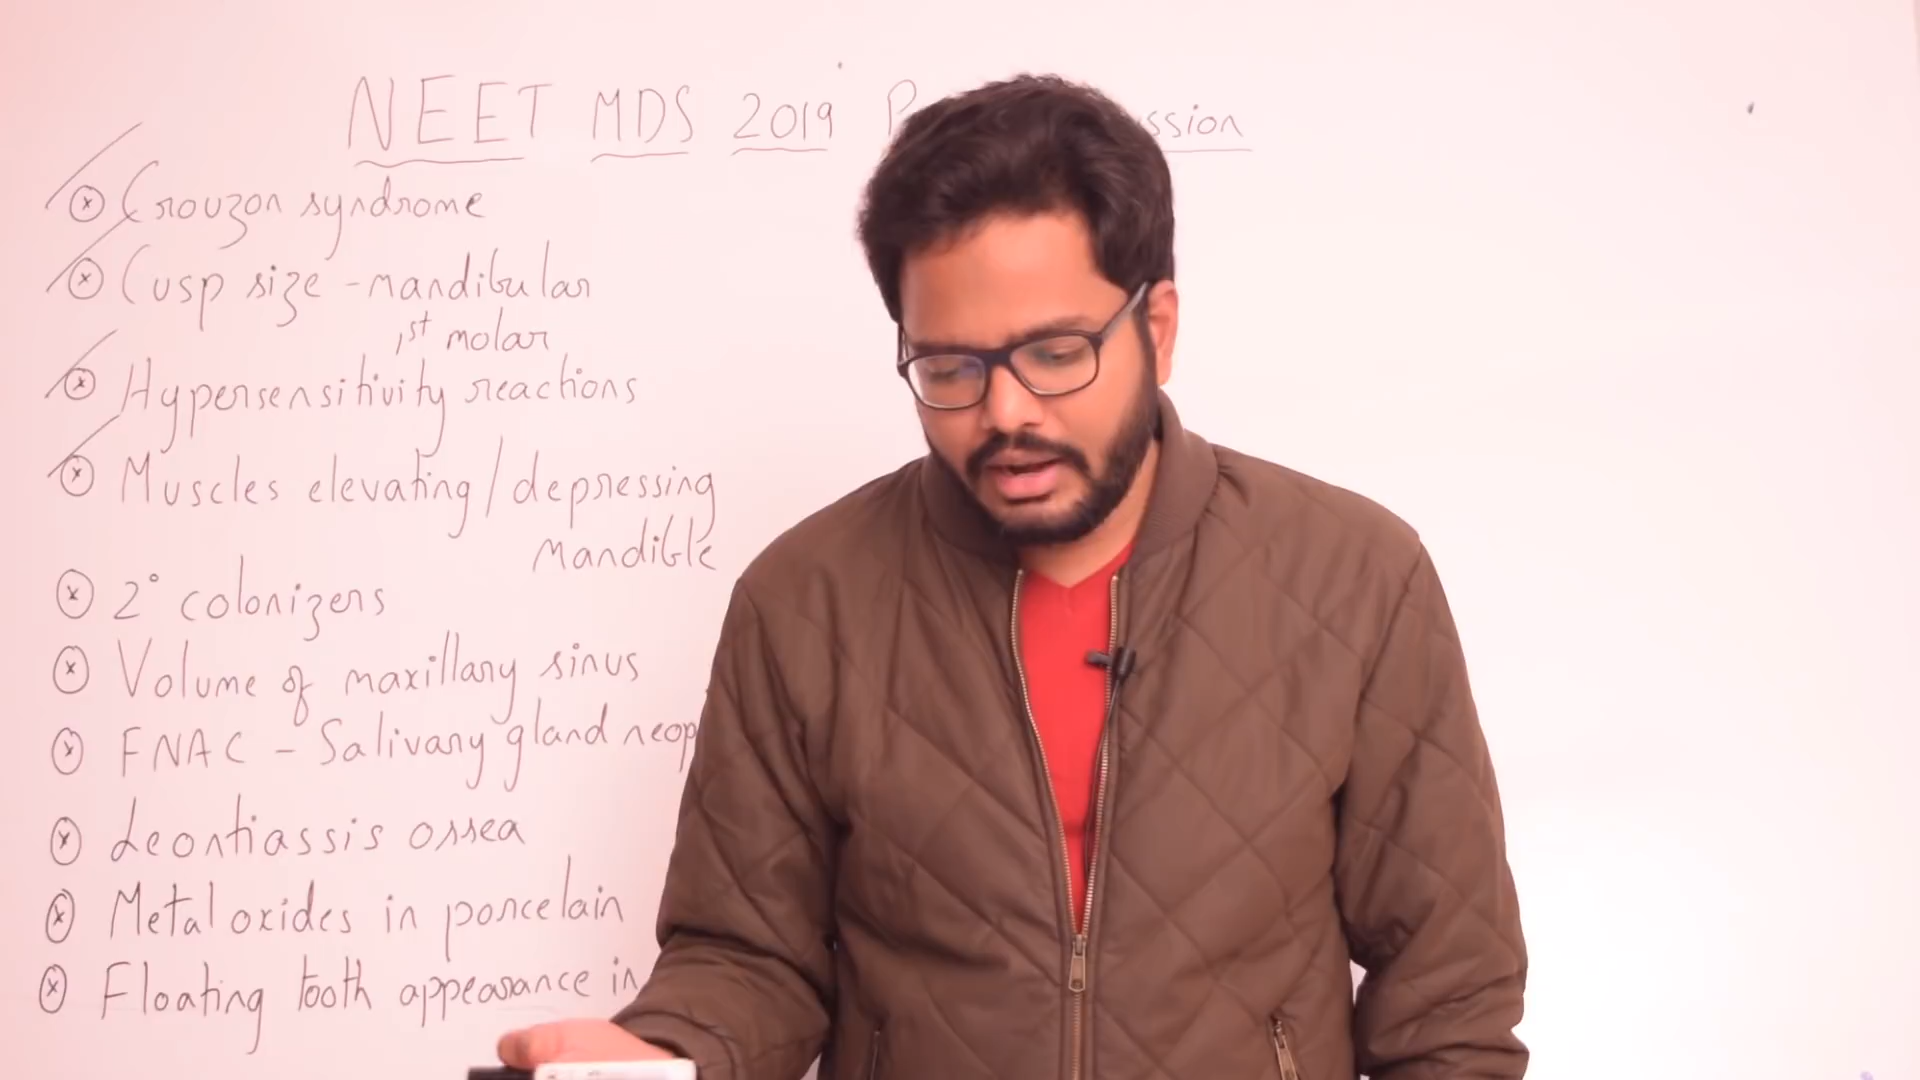 NEET MDS 2019
Crouzon syndrome
Cusp size - mandibular
1st molar
Hypersensitivity reactions
Muscles elevating/depressing
Mandible
2° colonizers
Volume of maxillary sinus
FNAC - Salivary gland neop
Leontiassis ossea
Metal oxides in porcelain
Floating tooth appearance in